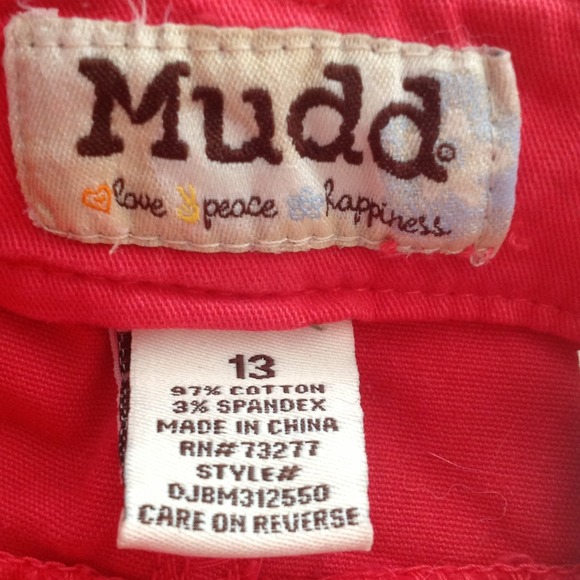 Mudd®
love peace happiness
13
97% COTTON
3% SPANDEX
MADE IN CHINA
RN#73277
STYLE#
DJBM312550
CARE ON REVERSE